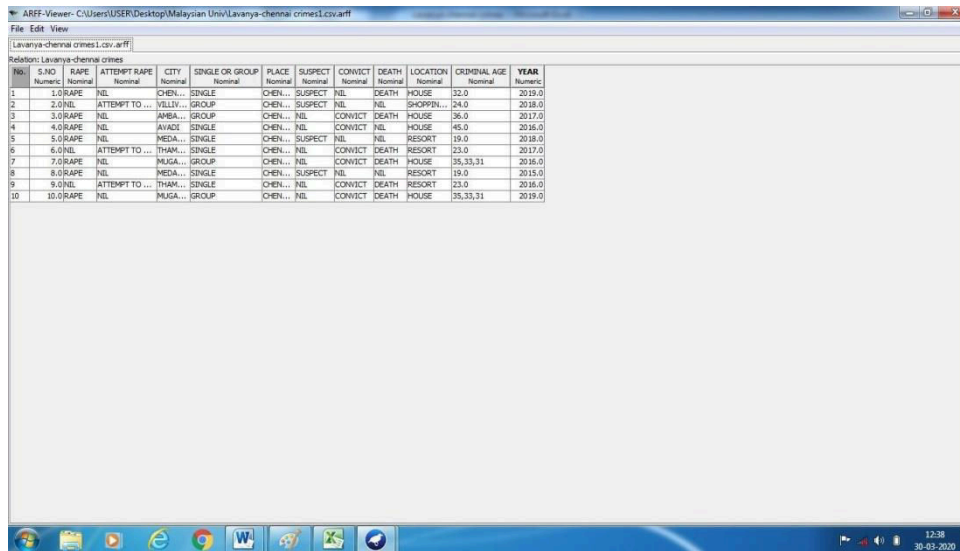 ARFF-Viewer- C:\Users\USER\Desktop\Malaysian Univ\Lavanya-chennai crimes1.csv.arff
File Edit View
Lavanya-chennai crimes1.csv.arff
Relation: Lavanya-chennai crimes
No. S.NO RAPE ATTEMPT RAPE CITY SINGLE OR GROUP PLACE SUSPECT CONVICT DEATH LOCATION CRIMINAL AGE YEAR
Numeric Nominal Nominal Nominal Nominal Nominal Nominal Nominal Nominal Nominal Nominal Numeric
1 1.0 RAPE NIL CHEN... SINGLE CHEN... SUSPECT NIL DEATH HOUSE 32.0 2019.0
2 2.0 NIL ATTEMPT TO ... VILLIV... GROUP CHEN... SUSPECT NIL NIL SHOPPIN... 24.0 2018.0
3 3.0 RAPE NIL AMBA... GROUP CHEN... NIL CONVICT DEATH HOUSE 36.0 2017.0
4 4.0 RAPE NIL AVADI SINGLE CHEN... NIL CONVICT NIL HOUSE 45.0 2016.0
5 5.0 RAPE NIL MEDA... SINGLE CHEN... SUSPECT NIL NIL RESORT 19.0 2018.0
6 6.0 NIL ATTEMPT TO ... THAM... SINGLE CHEN... NIL CONVICT DEATH RESORT 23.0 2017.0
7 7.0 RAPE NIL MUGA... GROUP CHEN... NIL CONVICT DEATH HOUSE 35,33,31 2016.0
8 8.0 RAPE NIL MEDA... SINGLE CHEN... SUSPECT NIL NIL RESORT 19.0 2015.0
9 9.0 NIL ATTEMPT TO ... THAM... SINGLE CHEN... NIL CONVICT DEATH RESORT 23.0 2016.0
10 10.0 RAPE NIL MUGA... GROUP CHEN... NIL CONVICT DEATH HOUSE 35,33,31 2019.0
12:38
30-03-2020